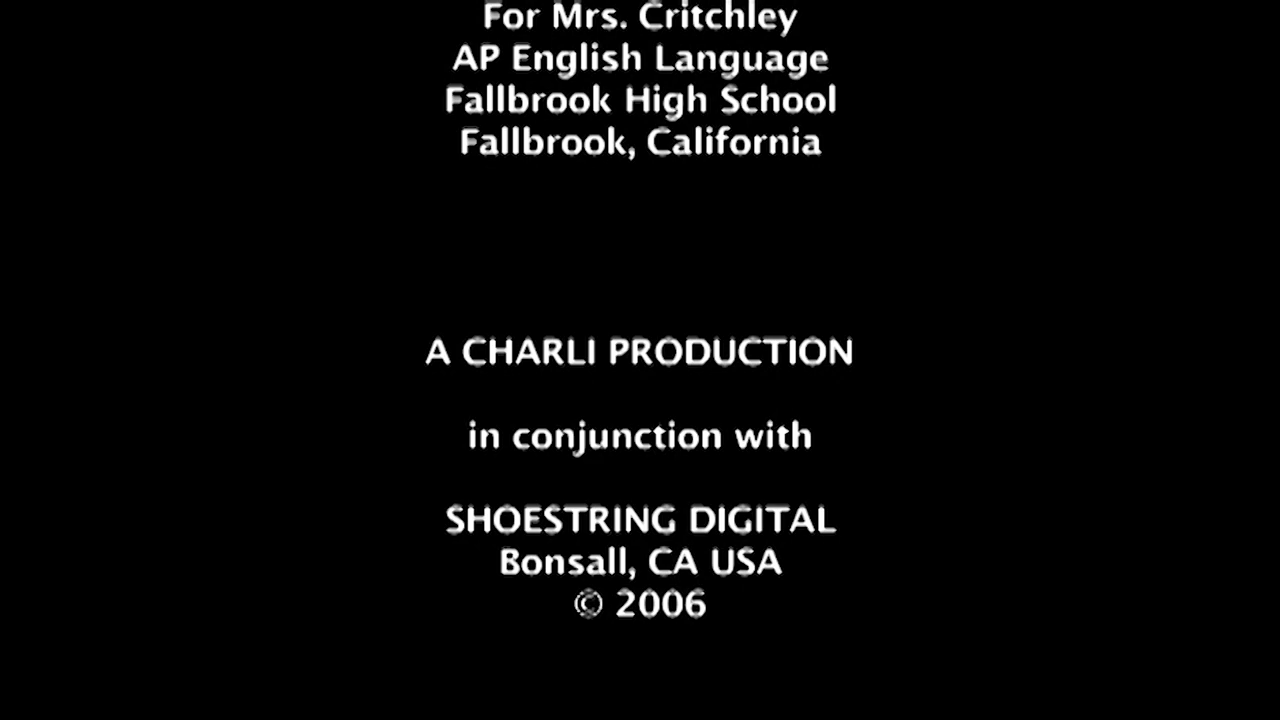 For Mrs. Critchley
AP English Language
Fallbrook High School
Fallbrook, California
A CHARLI PRODUCTION
in conjunction with
SHOESTRING DIGITAL
Bonsall, CA USA
© 2006